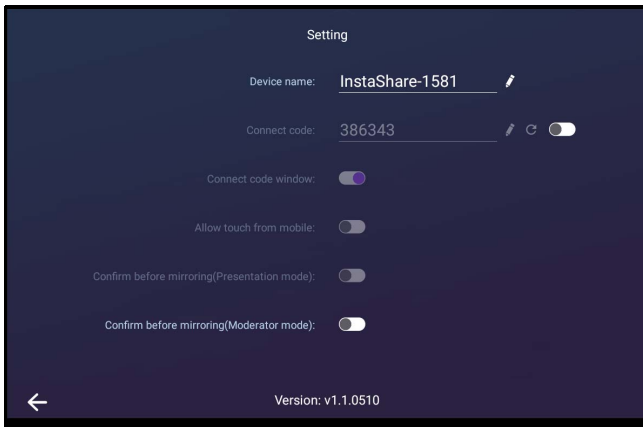 Setting
Device name: InstaShare-1581
Connect code: 386343
Connect code window:
Allow touch from mobile:
Confirm before mirroring(Presentation mode):
Confirm before mirroring(Moderator mode):
Version: v1.1.0510